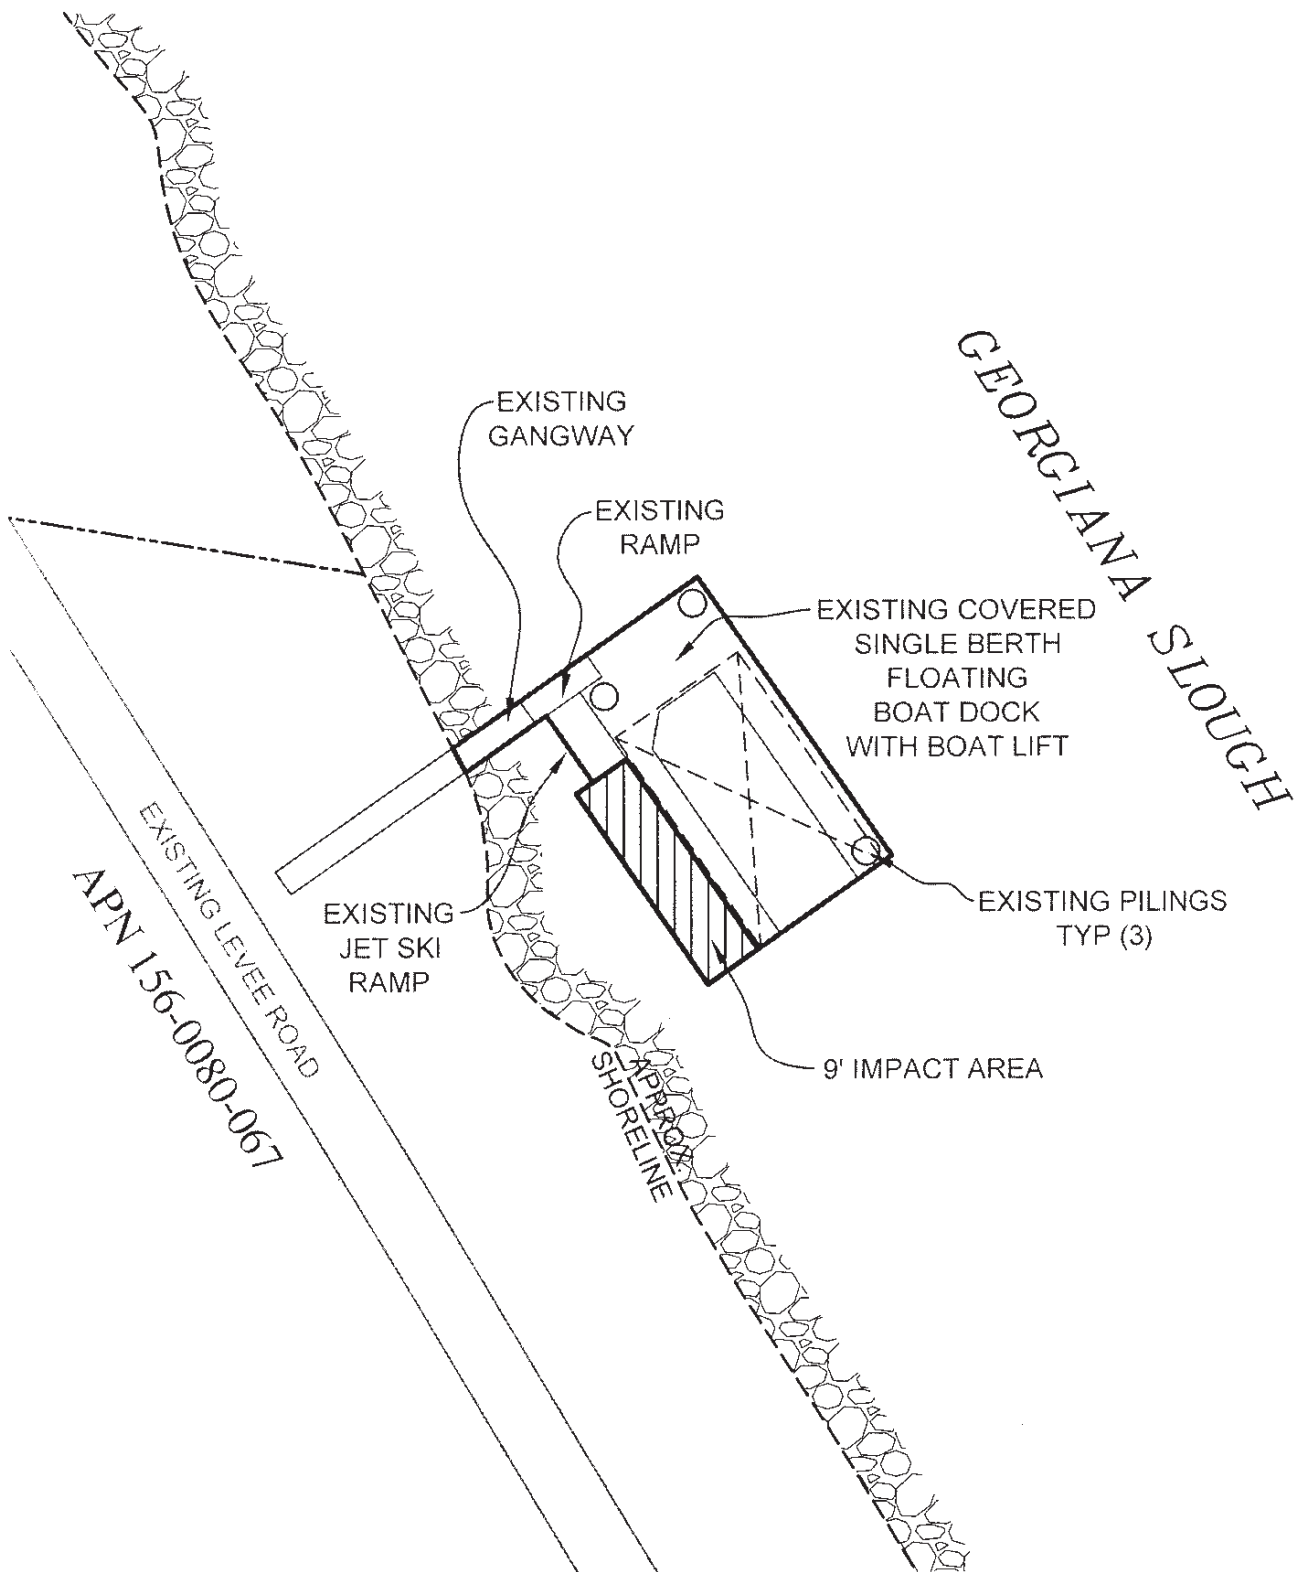 EXISTING
GANGWAY
EXISTING
RAMP
GEORGIANA SLOUGH
EXISTING COVERED
SINGLE BERTH
FLOATING
BOAT DOCK
WITH BOAT LIFT
EXISTING LEVEE ROAD
APN 156-0080-067
EXISTING
JET SKI
RAMP
EXISTING PILINGS
TYP (3)
9' IMPACT AREA
APPROX.
SHORELINE